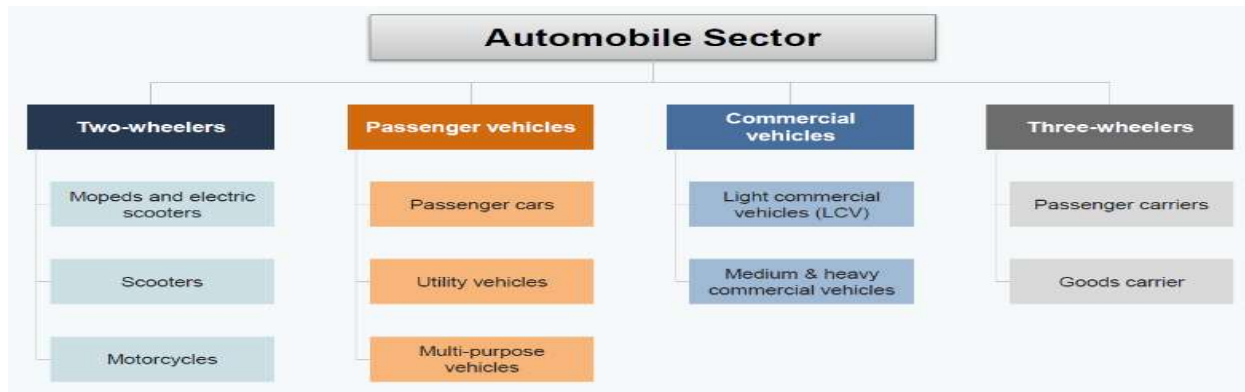 Automobile Sector
Two-wheelers
Passenger vehicles
Commercial
vehicles
Three-wheelers
Mopeds and electric
scooters
Passenger cars
Light commercial
vehicles (LCV)
Passenger carriers
Scooters
Utility vehicles
Medium & heavy
commercial vehicles
Goods carrier
Motorcycles
Multi-purpose
vehicles